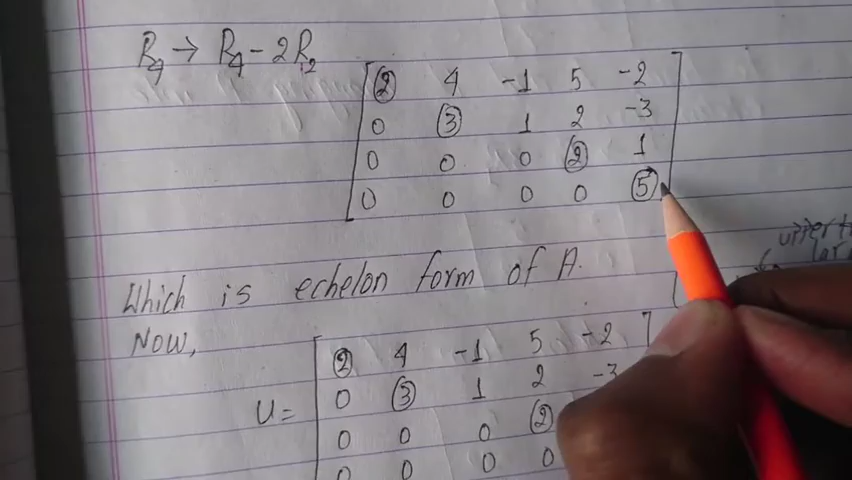 R4 → R4 - 2R2
2 4 -1 5 -2
0 3 1 2 -3
0 0 0 2 1
0 0 0 0 5
upper
Which is echelon form of A.
Now,
U = 2 4 -1 5 -2
0 3 1 2 -3
0 0 0 2
0 0 0 0